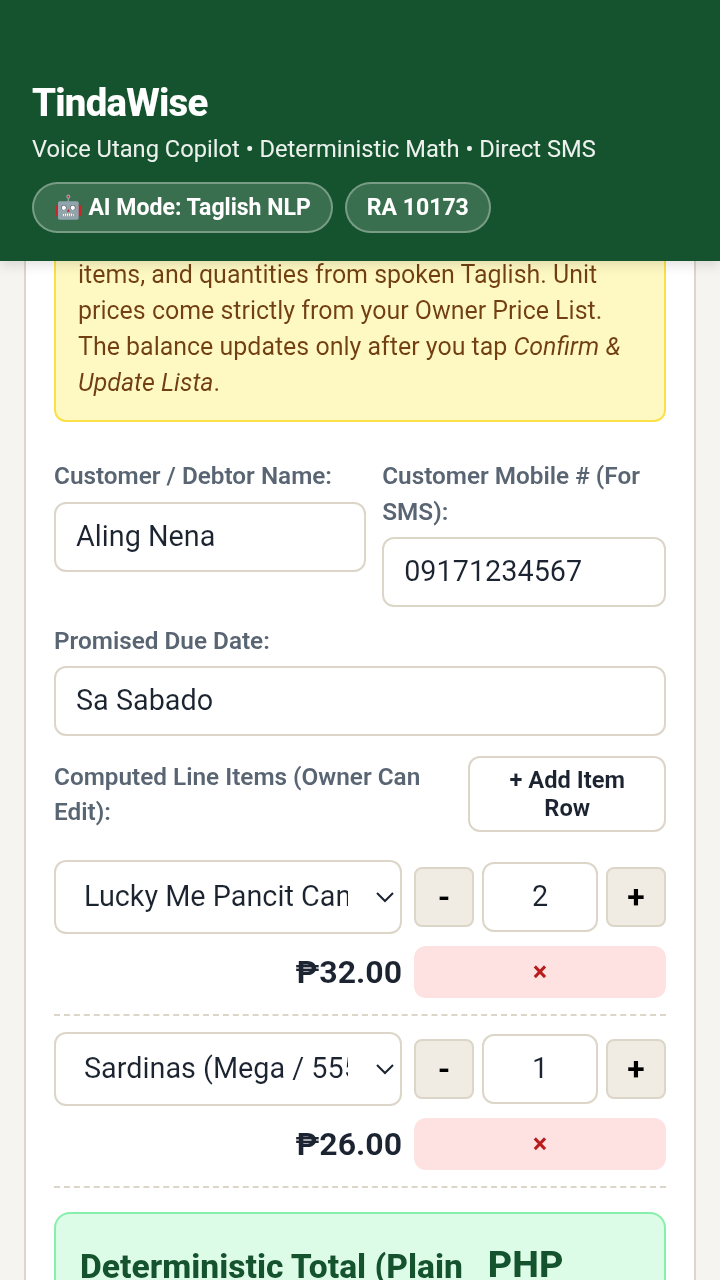 TindaWise
Voice Utang Copilot • Deterministic Math • Direct SMS
🤖 AI Mode: Taglish NLP RA 10173
items, and quantities from spoken Taglish. Unit
prices come strictly from your Owner Price List.
The balance updates only after you tap Confirm &
Update Lista.
Customer / Debtor Name:
Aling Nena
Customer Mobile # (For
SMS):
09171234567
Promised Due Date:
Sa Sabado
Computed Line Items (Owner Can
Edit):
+ Add Item
Row
Lucky Me Pancit Can - 2 +
₱32.00 ×
Sardinas (Mega / 555 - 1 +
₱26.00 ×
Deterministic Total (Plain PHP